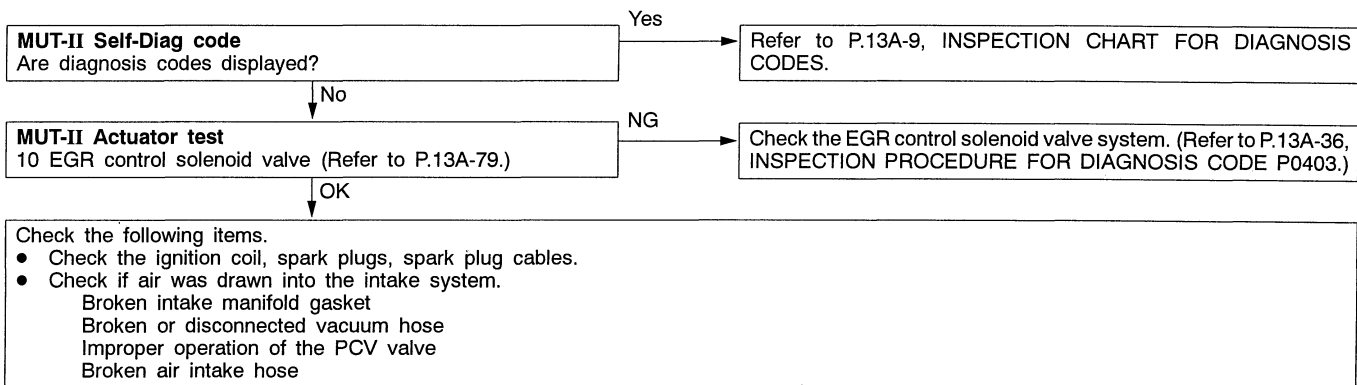 MUT-II Self-Diag code
Are diagnosis codes displayed?
Yes
Refer to P.13A-9, INSPECTION CHART FOR DIAGNOSIS
CODES.
No
MUT-II Actuator test
10 EGR control solenoid valve (Refer to P.13A-79.)
NG
Check the EGR control solenoid valve system. (Refer to P.13A-36,
INSPECTION PROCEDURE FOR DIAGNOSIS CODE P0403.)
OK
Check the following items.
● Check the ignition coil, spark plugs, spark plug cables.
● Check if air was drawn into the intake system.
Broken intake manifold gasket
Broken or disconnected vacuum hose
Improper operation of the PCV valve
Broken air intake hose